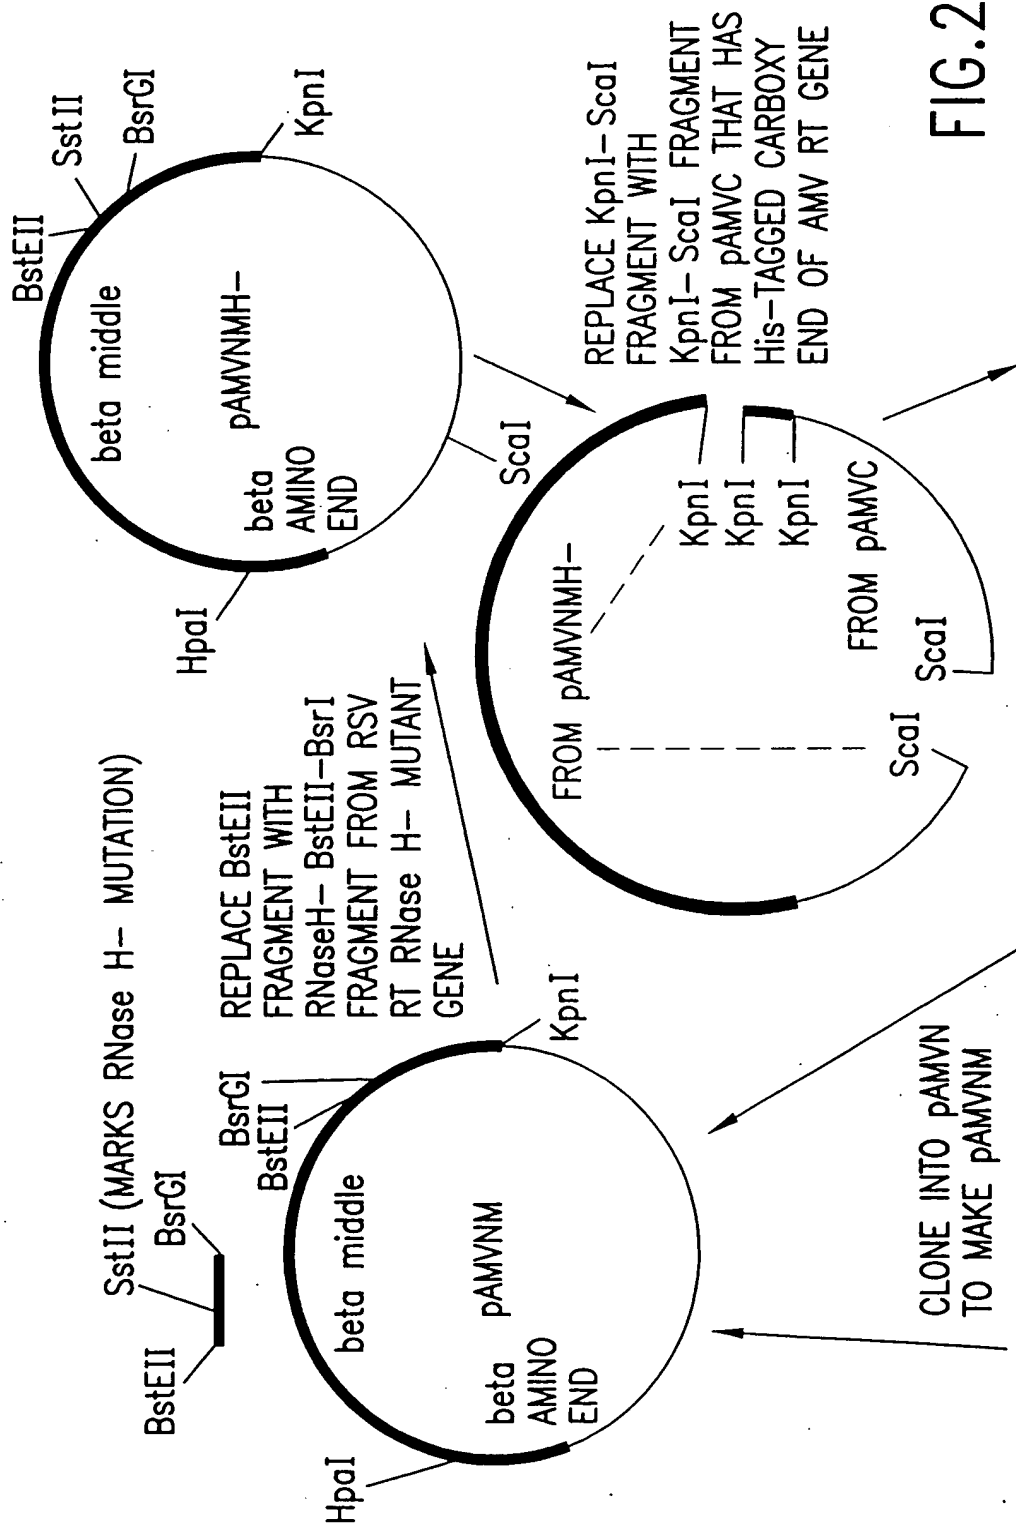 SstII (MARKS RNase H- MUTATION)
BstEII
BsrGI
REPLACE BstEII
FRAGMENT WITH
RNaseH- BstEII-BsrI
FRAGMENT FROM RSV
RT RNase H- MUTANT
GENE
HpaI
beta middle
BstEII
BsrGI
KpnI
pAMVNM
beta
AMINO
END
BstEII
SstII
BsrGI
KpnI
HpaI
beta middle
pAMVNMH-
beta
AMINO
END
ScaI
CLONE INTO pAMVN
TO MAKE pAMVNM
FROM pAMVNMH-
KpnI
KpnI
KpnI
FROM pAMVC
ScaI
ScaI
REPLACE KpnI-ScaI
FRAGMENT WITH
KpnI-ScaI FRAGMENT
FROM pAMVC THAT HAS
His-TAGGED CARBOXY
END OF AMV RT GENE
FIG.2